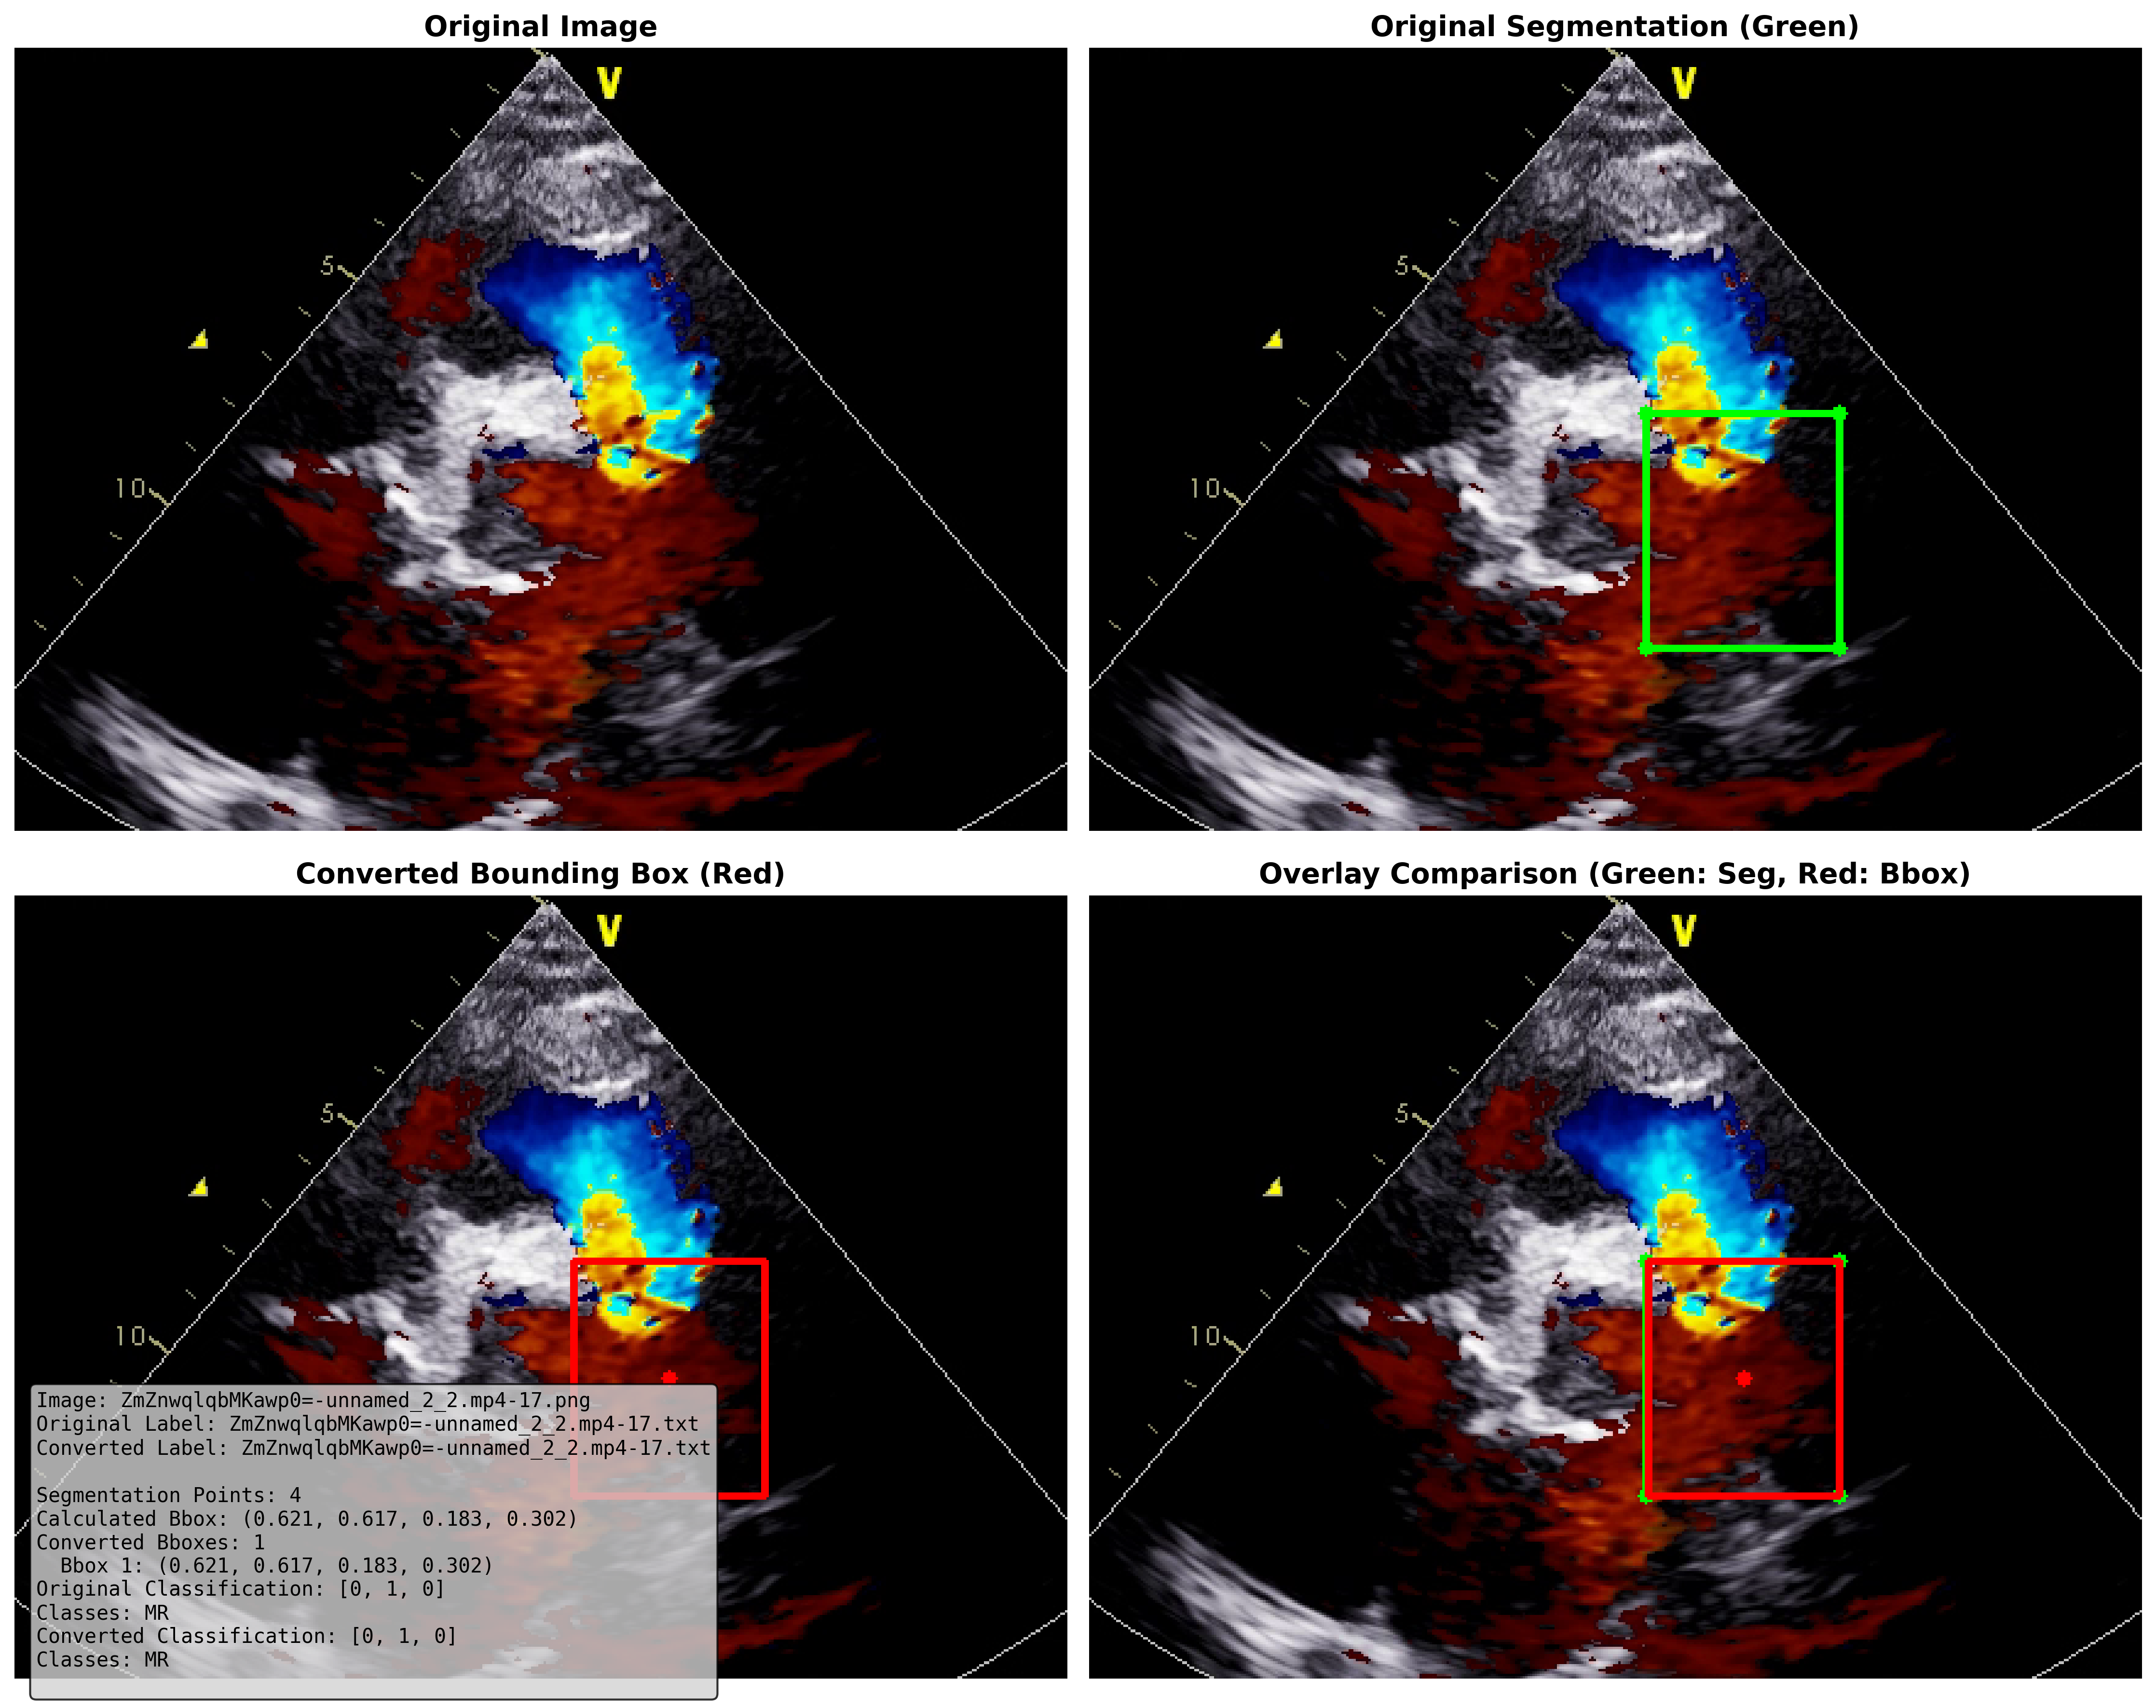 Original Image
Original Segmentation (Green)
V
5
10
V
5
10
Converted Bounding Box (Red)
Overlay Comparison (Green: Seg, Red: Bbox)
V
5
10
V
5
10
Image: ZmZnwqlqbMKawp0=-unnamed_2_2.mp4-17.png
Original Label: ZmZnwqlqbMKawp0=-unnamed_2_2.mp4-17.txt
Converted Label: ZmZnwqlqbMKawp0=-unnamed_2_2.mp4-17.txt
Segmentation Points: 4
Calculated Bbox: (0.621, 0.617, 0.183, 0.302)
Converted Bboxes: 1
Bbox 1: (0.621, 0.617, 0.183, 0.302)
Original Classification: [0, 1, 0]
Classes: MR
Converted Classification: [0, 1, 0]
Classes: MR